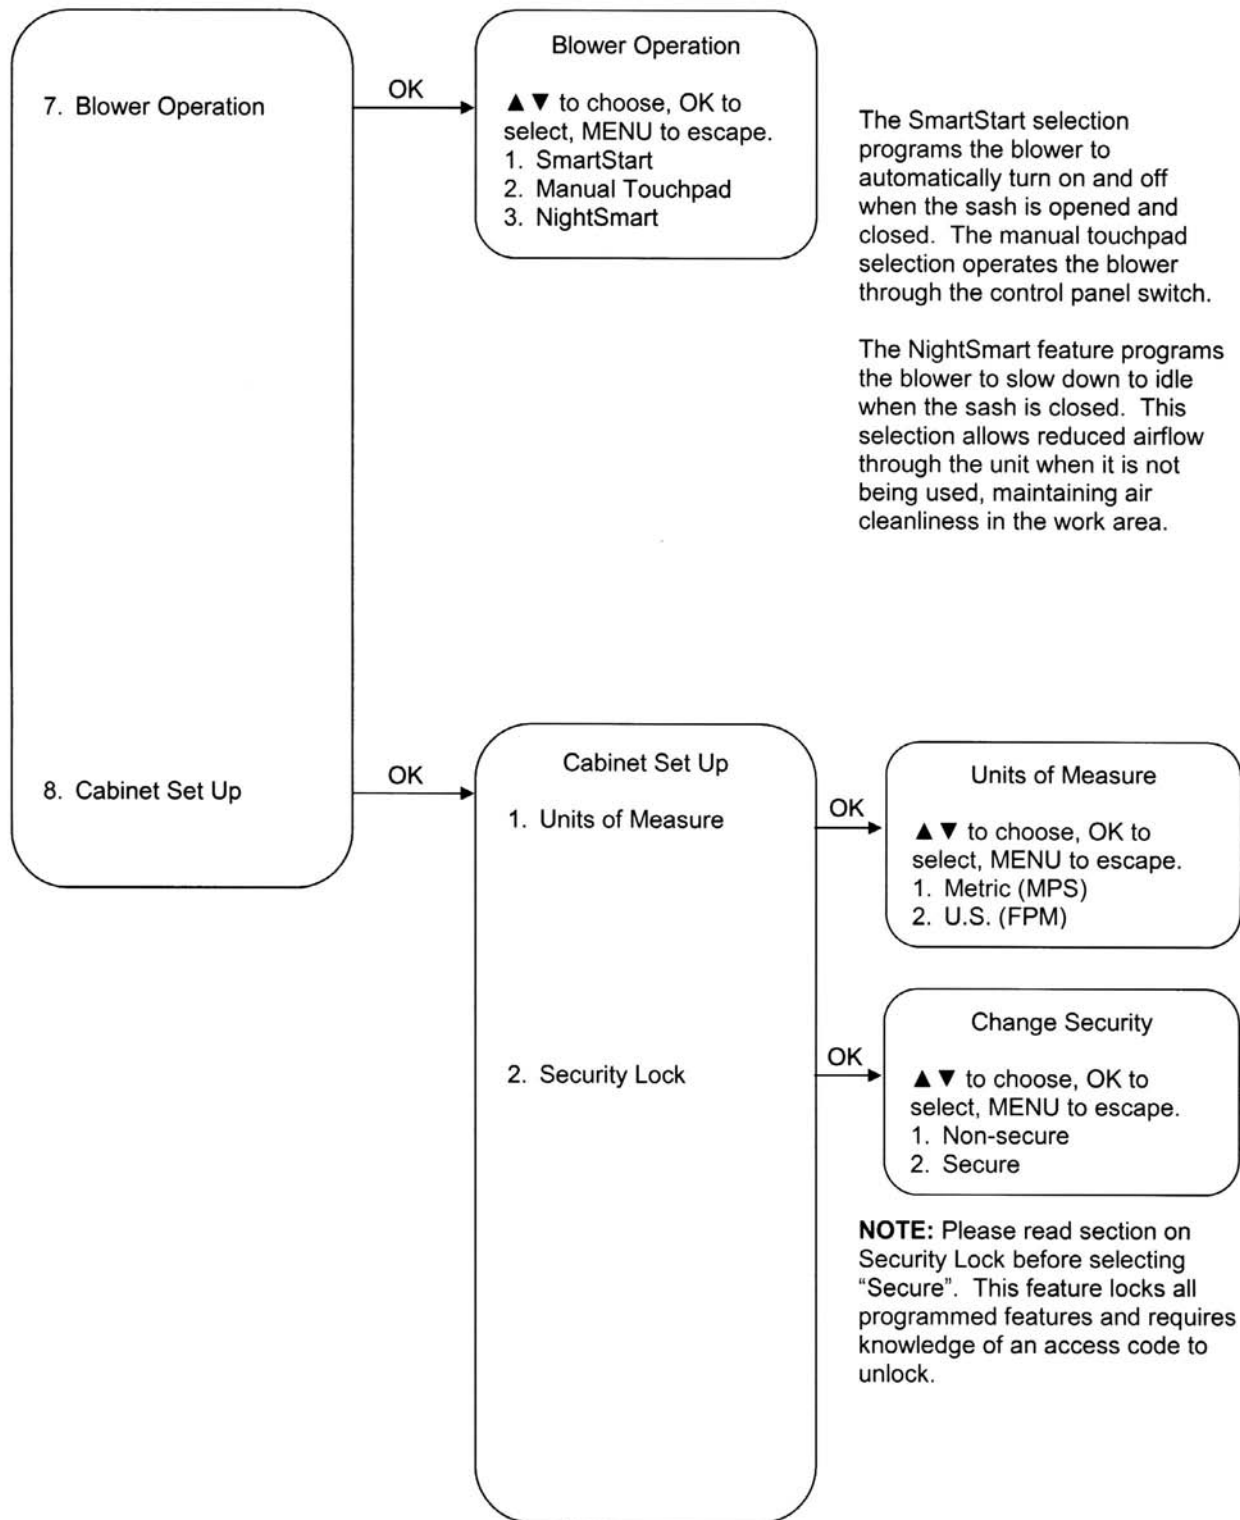 7. Blower Operation
OK
Blower Operation
▲▼ to choose, OK to
select, MENU to escape.
1. SmartStart
2. Manual Touchpad
3. NightSmart
The SmartStart selection
programs the blower to
automatically turn on and off
when the sash is opened and
closed. The manual touchpad
selection operates the blower
through the control panel switch.
The NightSmart feature programs
the blower to slow down to idle
when the sash is closed. This
selection allows reduced airflow
through the unit when it is not
being used, maintaining air
cleanliness in the work area.
8. Cabinet Set Up
OK
Cabinet Set Up
1. Units of Measure
OK
Units of Measure
▲▼ to choose, OK to
select, MENU to escape.
1. Metric (MPS)
2. U.S. (FPM)
2. Security Lock
OK
Change Security
▲▼ to choose, OK to
select, MENU to escape.
1. Non-secure
2. Secure
NOTE: Please read section on
Security Lock before selecting
“Secure”. This feature locks all
programmed features and requires
knowledge of an access code to
unlock.